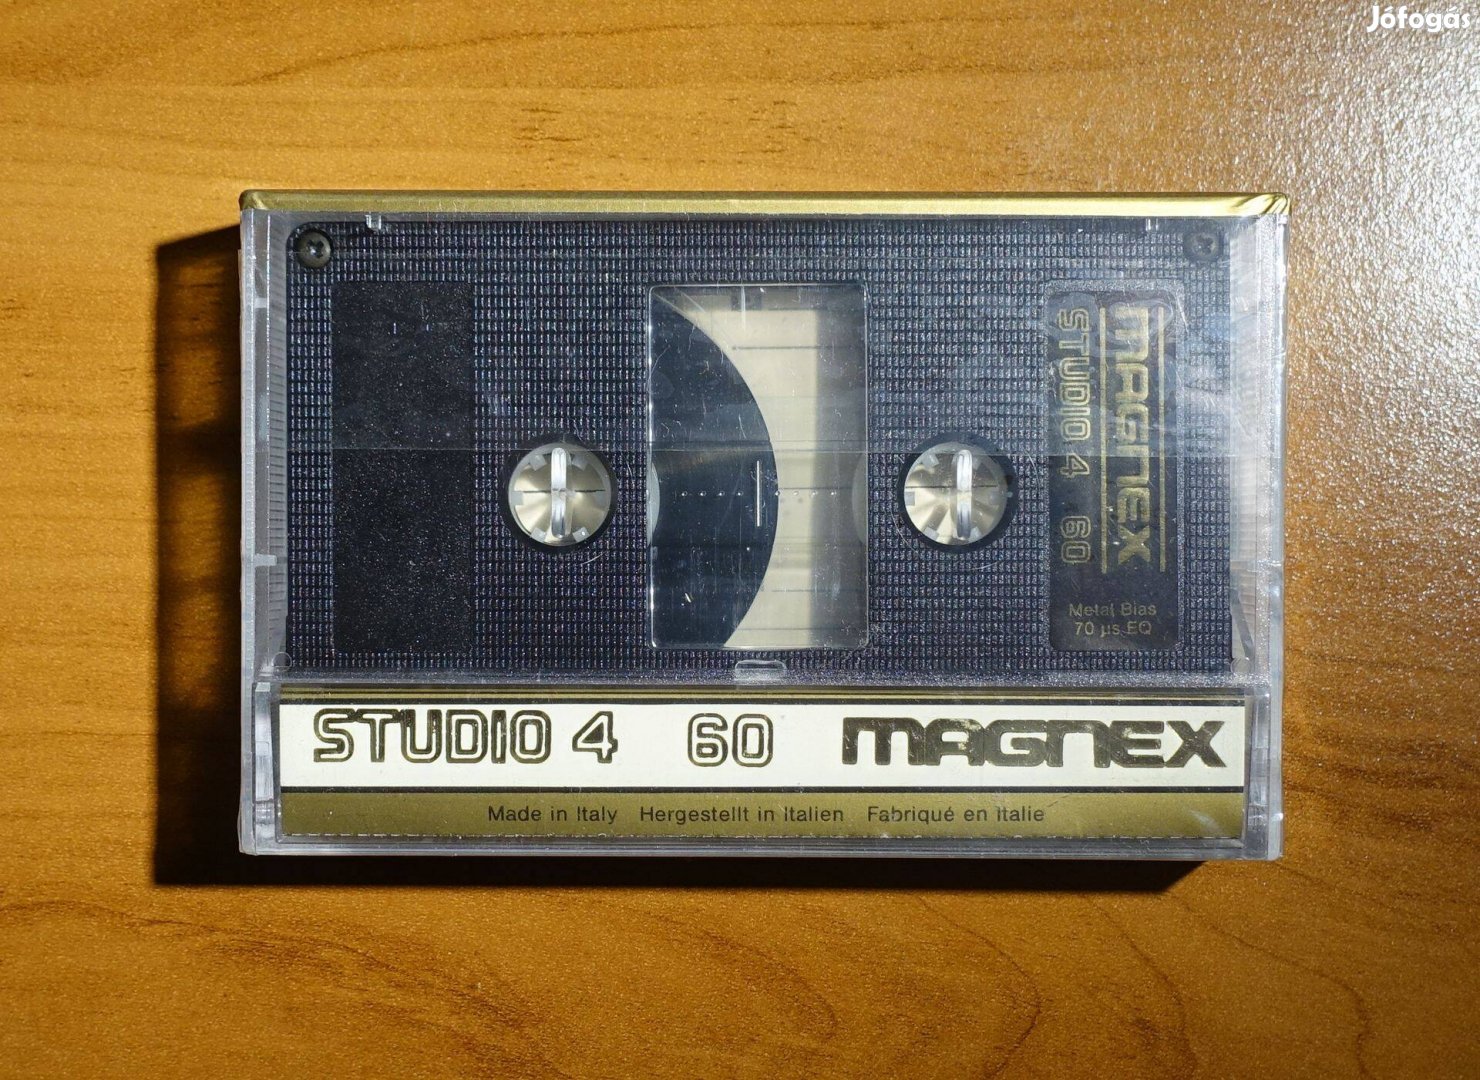 Jófogás
MAGNEX
STUDIO 4 60
Metal Bias
70 µs EQ
STUDIO 4 60 MAGNEX
Made in Italy Hergestellt in Italien Fabriqué en Italie